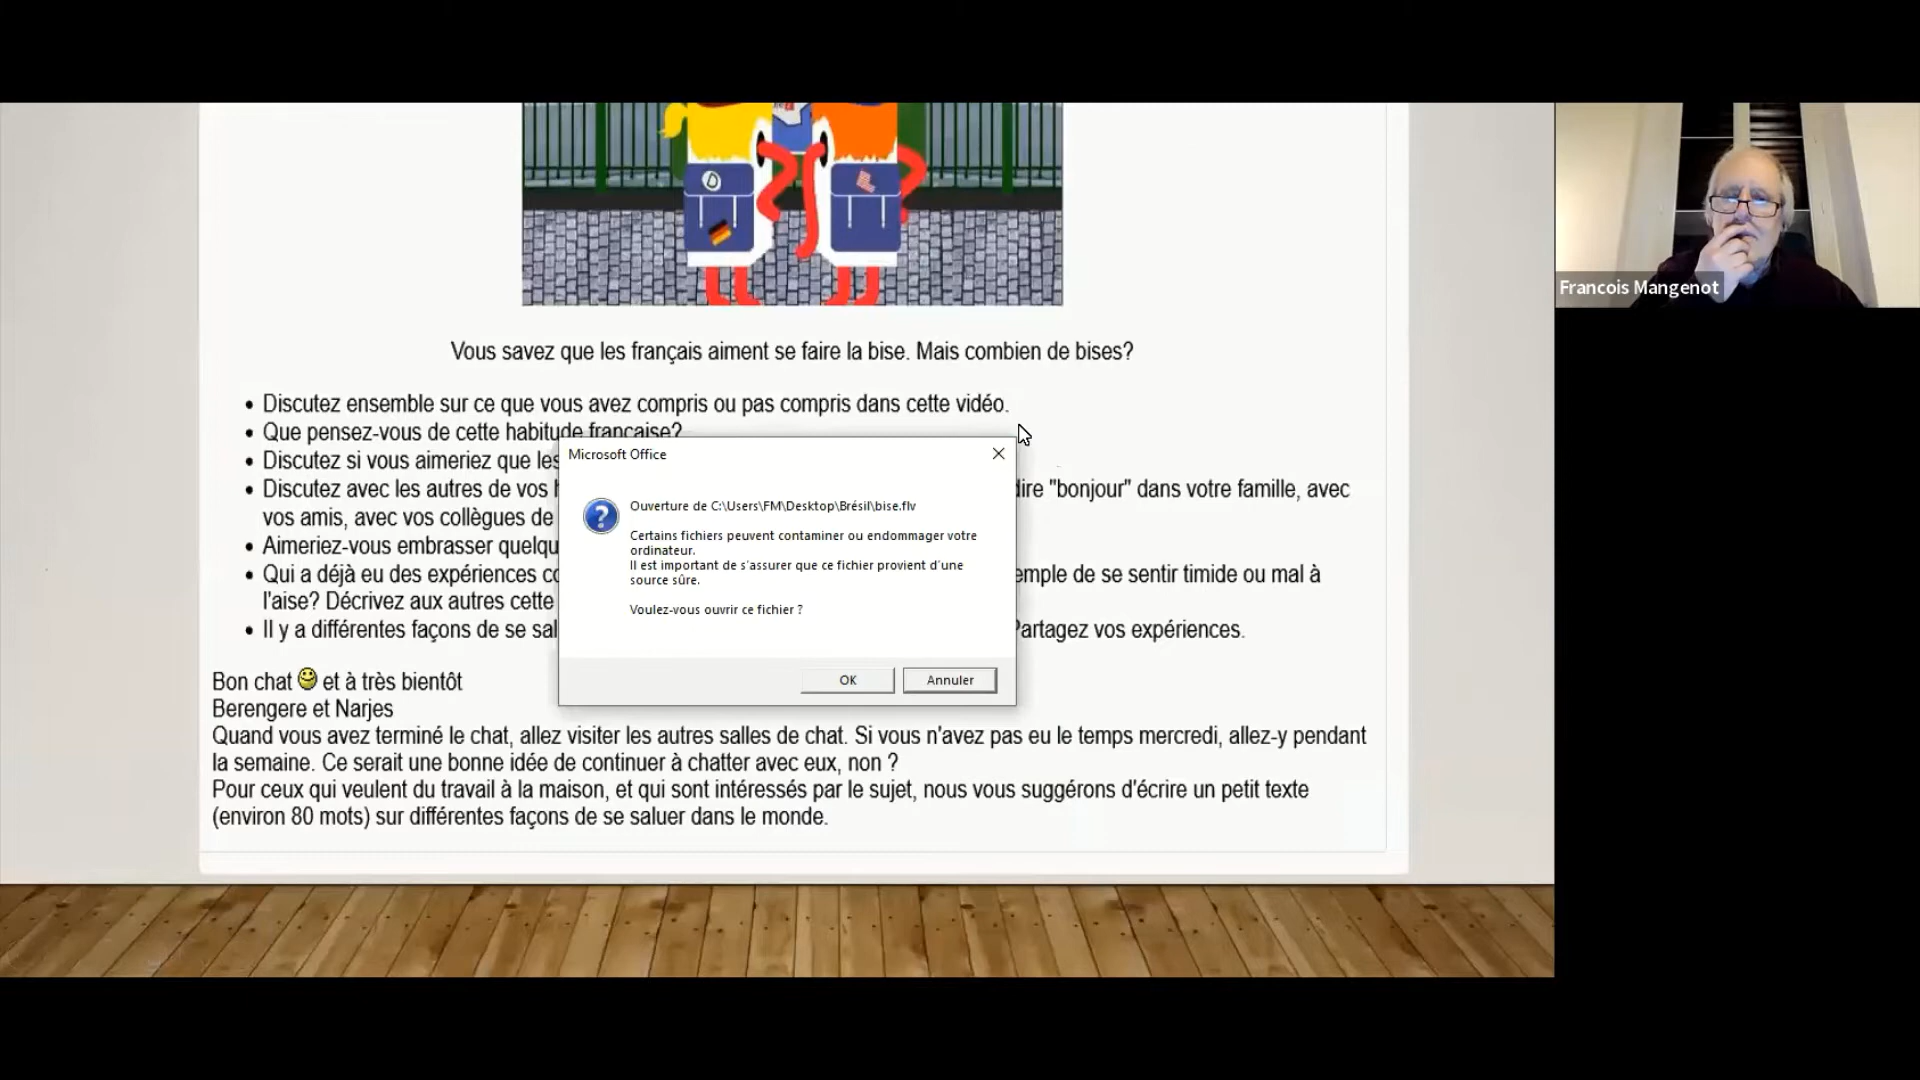 Francois Mangenot
Vous savez que les français aiment se faire la bise. Mais combien de bises?
• Discutez ensemble sur ce que vous avez compris ou pas compris dans cette vidéo.
• Que pensez-vous de cette habitude française?
• Discutez si vous aimeriez que les
• Discutez avec les autres de vos dire "bonjour" dans votre famille, avec
vos amis, avec vos collègues de
• Aimeriez-vous embrasser
• Qui a déjà eu des expériences de se sentir timide ou mal à
l'aise? Décrivez aux autres cette
• Il y a différentes façons de se Partagez vos expériences.
Microsoft Office
Ouverture de C:\Users\FM\Desktop\Brésil\bise.flv
Certains fichiers peuvent contaminer ou endommager votre
ordinateur.
Il est important de s'assurer que ce fichier provient d'une
source sûre.
Voulez-vous ouvrir ce fichier ?
OK Annuler
Bon chat et à très bientôt
Berengere et Narjes
Quand vous avez terminé le chat, allez visiter les autres salles de chat. Si vous n'avez pas eu le temps mercredi, allez-y pendant
la semaine. Ce serait une bonne idée de continuer à chatter avec eux, non ?
Pour ceux qui veulent du travail à la maison, et qui sont intéressés par le sujet, nous vous suggérons d'écrire un petit texte
(environ 80 mots) sur différentes façons de se saluer dans le monde.